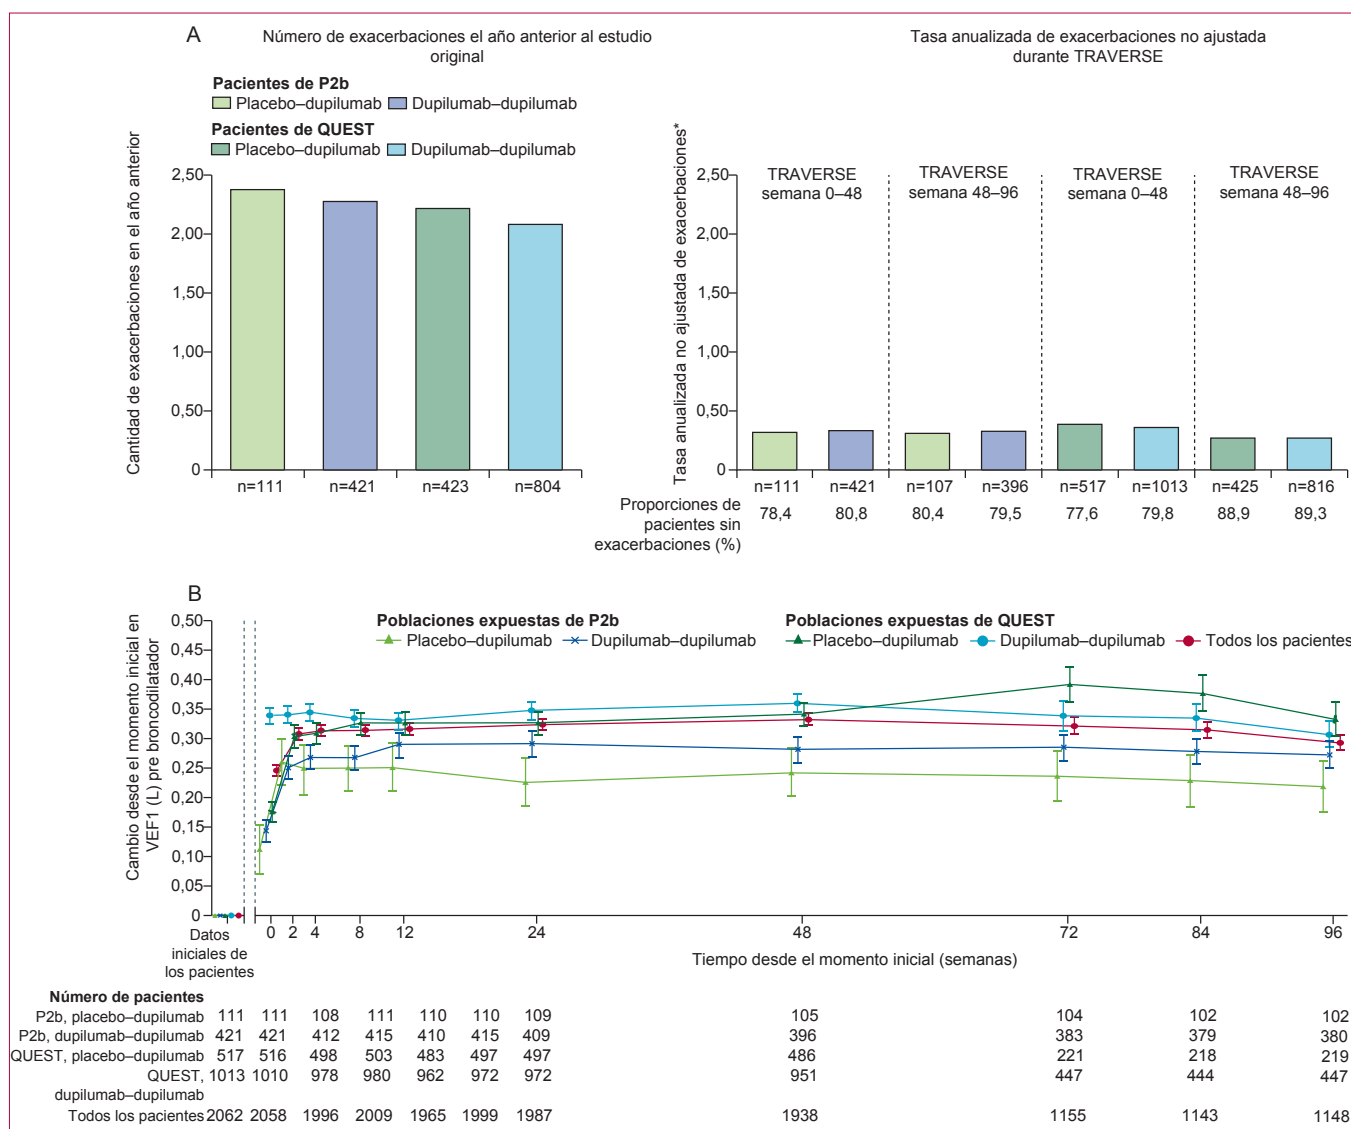 A
Número de exacerbaciones el año anterior al estudio
original
Pacientes de P2b
Placebo–dupilumab Dupilumab–dupilumab
Pacientes de QUEST
Placebo–dupilumab Dupilumab–dupilumab
Cantidad de exacerbaciones en el año anterior
2,50
2,00
1,50
1,00
0,50
0
n=111 n=421 n=423 n=804
Tasa anualizada de exacerbaciones no ajustada
durante TRAVERSE
Tasa anualizada no ajustada de exacerbaciones*
2,50
2,00
1,50
1,00
0,50
0
TRAVERSE
semana 0–48
TRAVERSE
semana 48–96
TRAVERSE
semana 0–48
TRAVERSE
semana 48–96
n=111 n=421 n=107 n=396 n=517 n=1013 n=425 n=816
Proporciones de
pacientes sin
exacerbaciones (%)
78,4 80,8 80,4 79,5 77,6 79,8 88,9 89,3
B
Poblaciones expuestas de P2b
Placebo–dupilumab Dupilumab–dupilumab
Poblaciones expuestas de QUEST
Placebo–dupilumab Dupilumab–dupilumab Todos los pacientes
Cambio desde el momento inicial en
VEF1 (L) pre broncodilatador
0,50
0,45
0,40
0,35
0,30
0,25
0,20
0,15
0,10
0,05
0
Datos
iniciales de
los pacientes
0 2 4 8 12 24 48 72 84 96
Tiempo desde el momento inicial (semanas)
Número de pacientes
P2b, placebo–dupilumab 111 111 108 111 110 110 109 105 104 102 102
P2b, dupilumab–dupilumab 421 421 412 415 410 415 409 396 383 379 380
QUEST, placebo–dupilumab 517 516 498 503 483 497 497 486 221 218 219
QUEST, 1013 1010 978 980 962 972 972 951 447 444 447
dupilumab–dupilumab
Todos los pacientes 2062 2058 1996 2009 1965 1999 1987 1938 1155 1143 1148